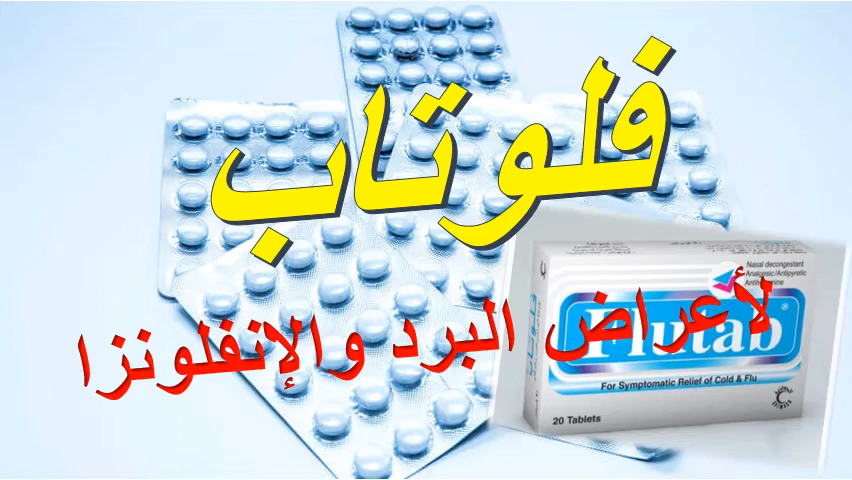 فلوتاب
لأعراض البرد والإنفلونزا
Nasal decongestant
Analgesic/Antipyretic
Flutab®
For Symptomatic Relief of Cold & Flu
20 Tablets